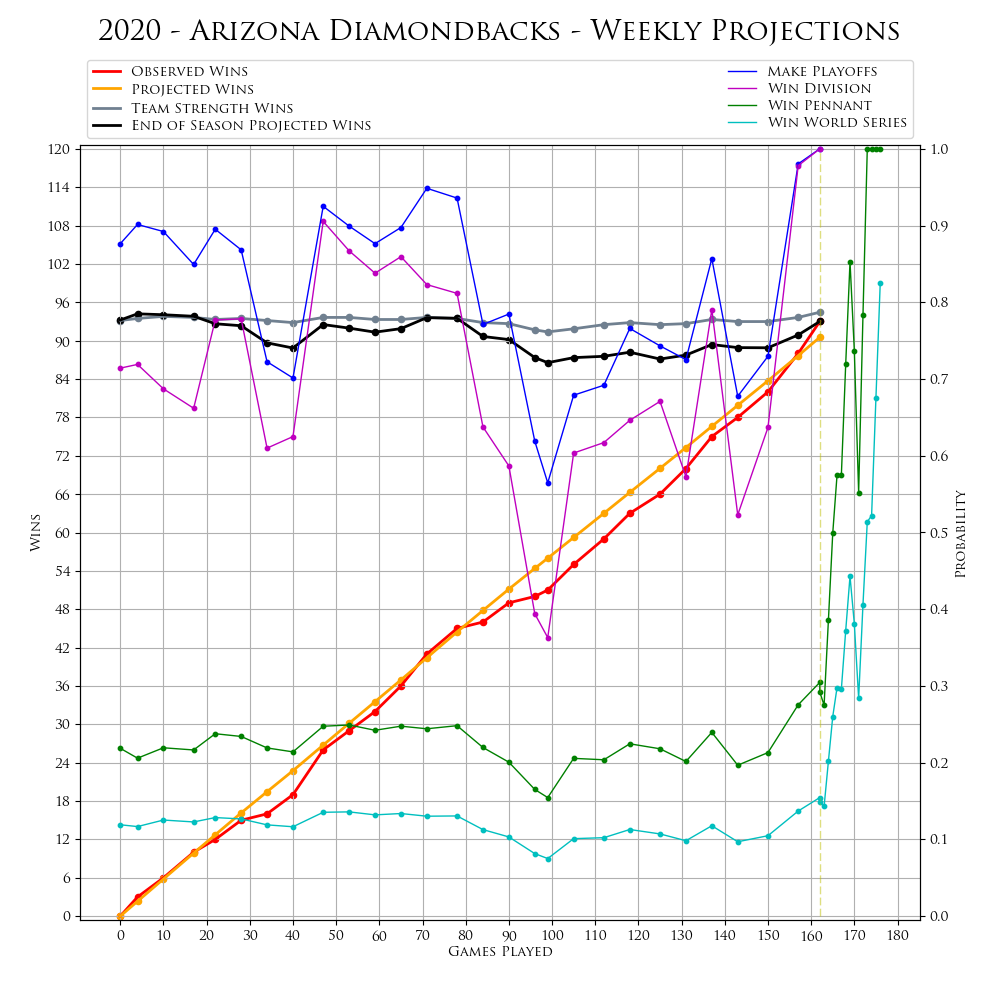 2020 - Arizona Diamondbacks - Weekly Projections
Observed Wins
Projected Wins
Team Strength Wins
End of Season Projected Wins
Make Playoffs
Win Division
Win Pennant
Win World Series
120
114
108
102
96
90
84
78
72
66
60
54
48
42
36
30
24
18
12
6
0
Wins
1.0
0.9
0.8
0.7
0.6
0.5
0.4
0.3
0.2
0.1
0.0
Probability
0 10 20 30 40 50 60 70 80 90 100 110 120 130 140 150 160 170 180
Games Played